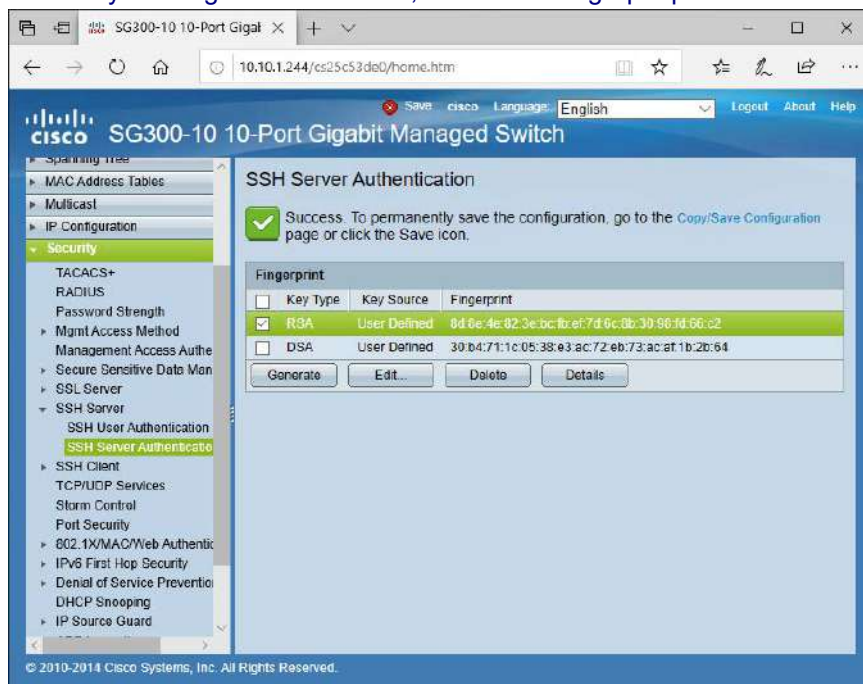 SG300-10 10-Port Gigat
10.10.1.244/cs25c53de0/home.htm
Save cisco Language: English Logout About Help
cisco SG300-10 10-Port Gigabit Managed Switch
Spanning Tree
MAC Address Tables
Multicast
IP Configuration
Security
TACACS+
RADIUS
Password Strength
Mgmt Access Method
Management Access Authe
Secure Sensitive Data Man
SSL Server
SSH Server
SSH User Authentication
SSH Server Authenticatio
SSH Client
TCP/UDP Services
Storm Control
Port Security
802.1X/MAC/Web Authentic
IPv6 First Hop Security
Denial of Service Preventio
DHCP Snooping
IP Source Guard
SSH Server Authentication
Success. To permanently save the configuration, go to the Copy/Save Configuration
page or click the Save icon.
Fingerprint
Key Type Key Source Fingerprint
RSA User Defined 8d:6e:4e:82:3e:bc:fb:ef:7d:6c:8b:30:98:fd:66:c2
DSA User Defined 30:b4:71:1c:05:38:e3:ac:72:eb:73:ac:af:1b:2b:64
Generate Edit... Delete Details
© 2010-2014 Cisco Systems, Inc. All Rights Reserved.